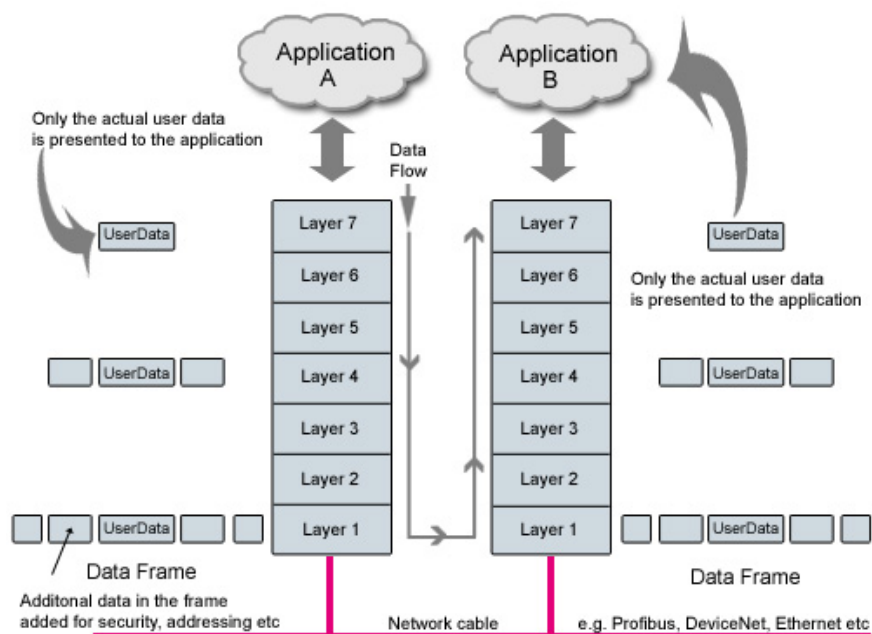 Application
A
Application
B
Only the actual user data
is presented to the application
Data
Flow
UserData
Layer 7
Layer 7
UserData
Layer 6
Layer 6
Only the actual user data
is presented to the application
Layer 5
Layer 5
UserData
Layer 4
Layer 4
UserData
Layer 3
Layer 3
Layer 2
Layer 2
UserData
Layer 1
Layer 1
UserData
Data Frame
Data Frame
Additonal data in the frame
added for security, addressing etc
Network cable
e.g. Profibus, DeviceNet, Ethernet etc